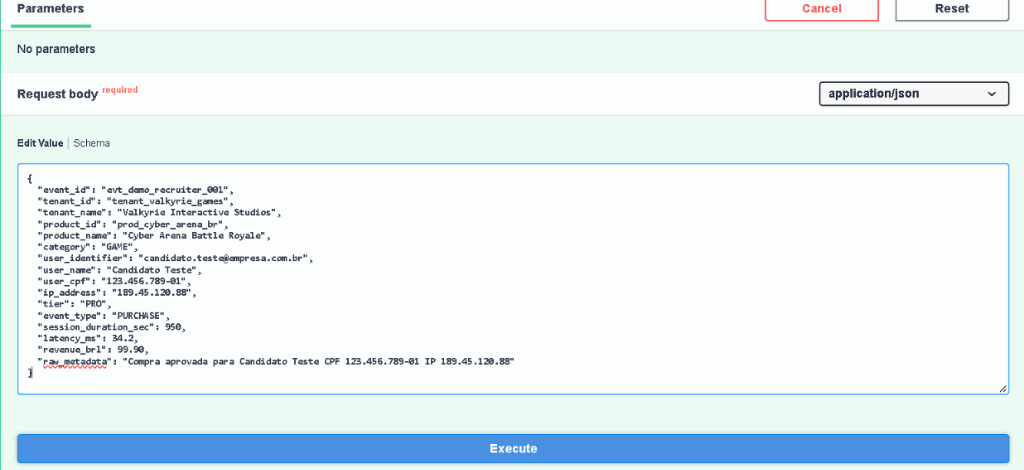 Parameters
Cancel
Reset
No parameters
Request body required
application/json
Edit Value | Schema
{
"event_id": "evt_demo_recruiter_001",
"tenant_id": "tenant_valkyrie_games",
"tenant_name": "Valkyrie Interactive Studios",
"product_id": "prod_cyber_arena_br",
"product_name": "Cyber Arena Battle Royale",
"category": "GAME",
"user_identifier": "candidato.teste@empresa.com.br",
"user_name": "Candidato Teste",
"user_cpf": "123.456.789-01",
"ip_address": "189.45.120.88",
"tier": "PRO",
"event_type": "PURCHASE",
"session_duration_sec": 950,
"latency_ms": 34.2,
"revenue_brl": 99.90,
"raw_metadata": "Compra aprovada para Candidato Teste CPF 123.456.789-01 IP 189.45.120.88"
}
Execute